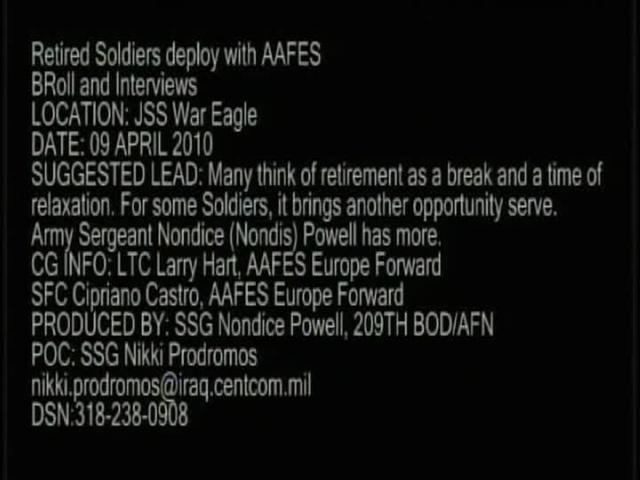 Retired Soldiers deploy with AAFES
BRoll and Interviews
LOCATION: JSS War Eagle
DATE: 09 APRIL 2010
SUGGESTED LEAD: Many think of retirement as a break and a time of
relaxation. For some Soldiers, it brings another opportunity serve.
Army Sergeant Nondice (Nondis) Powell has more.
CG INFO: LTC Larry Hart, AAFES Europe Forward
SFC Cipriano Castro, AAFES Europe Forward
PRODUCED BY: SSG Nondice Powell, 209TH BOD/AFN
POC: SSG Nikki Prodromos
nikki.prodromos@iraq.centcom.mil
DSN:318-238-0908